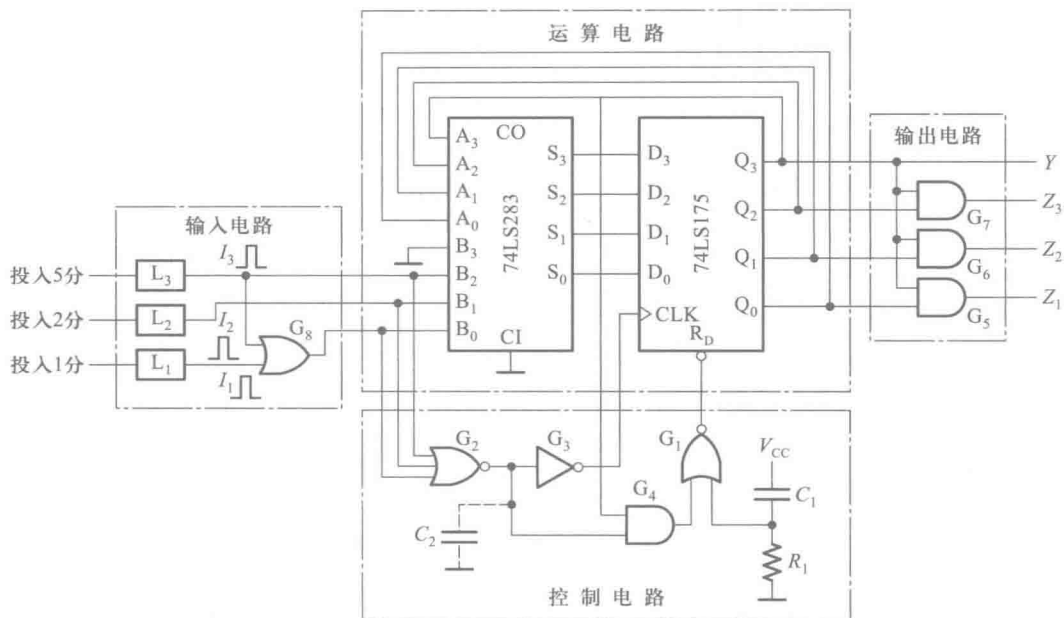 运算电路
CO
A₃
A₂
A₁
A₀
B₃
B₂
B₁
B₀
CI
74LS283
S₃
S₂
S₁
S₀
D₃
D₂
D₁
D₀
CLK
R_D
74LS175
Q₃
Q₂
Q₁
Q₀
输出电路
Y
G₇
Z₃
G₆
Z₂
G₅
Z₁
输入电路
投入5分
L₃
I₃
投入2分
L₂
I₂
G₈
投入1分
L₁
I₁
G₂
G₃
G₁
V_CC
G₄
C₁
C₂
R₁
控制电路